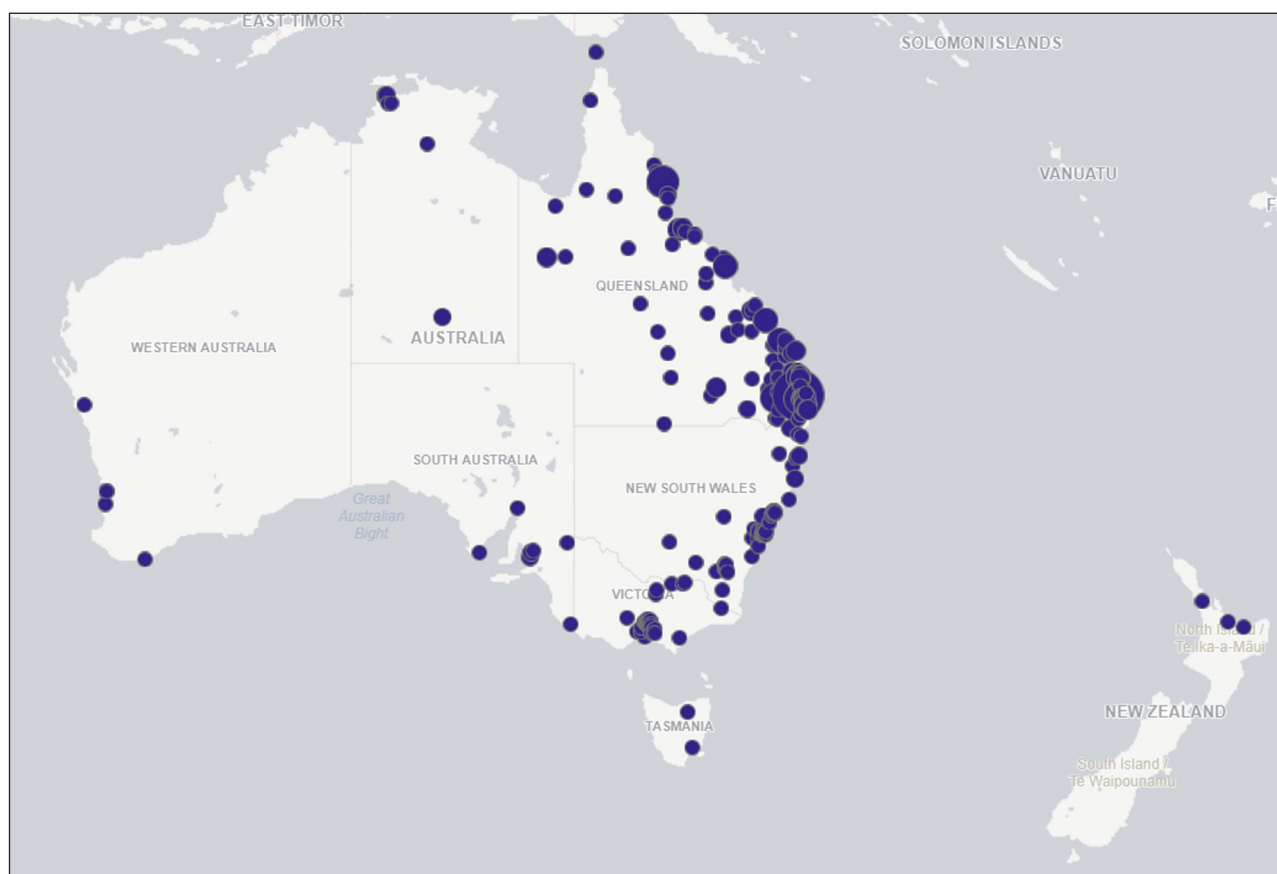 EAST TIMOR
SOLOMON ISLANDS
VANUATU
F
QUEENSLAND
AUSTRALIA
WESTERN AUSTRALIA
SOUTH AUSTRALIA
NEW SOUTH WALES
Great
Australian
Bight
VICTORIA
North Island /
Te Ika-a-Māui
NEW ZEALAND
TASMANIA
South Island /
Te Waipounamu